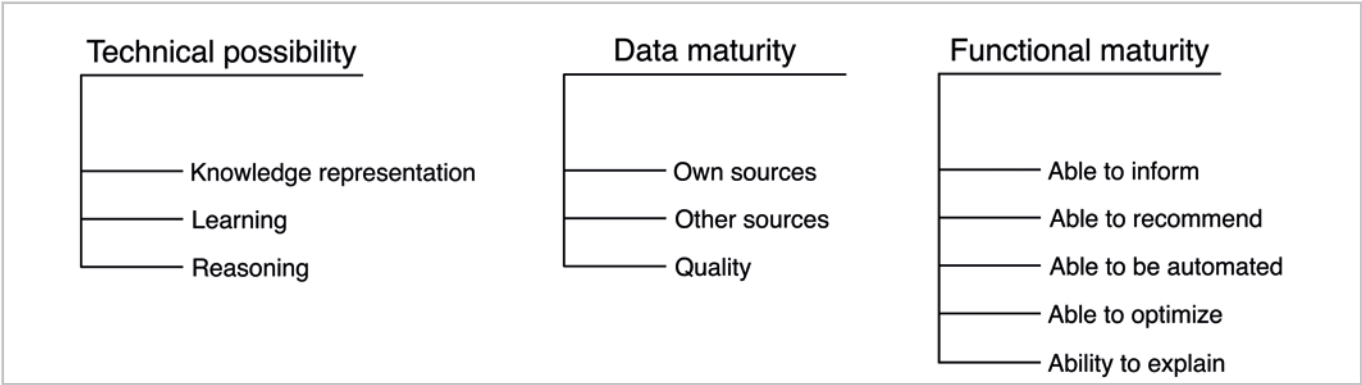 Technical possibility
Knowledge representation
Learning
Reasoning
Data maturity
Own sources
Other sources
Quality
Functional maturity
Able to inform
Able to recommend
Able to be automated
Able to optimize
Ability to explain